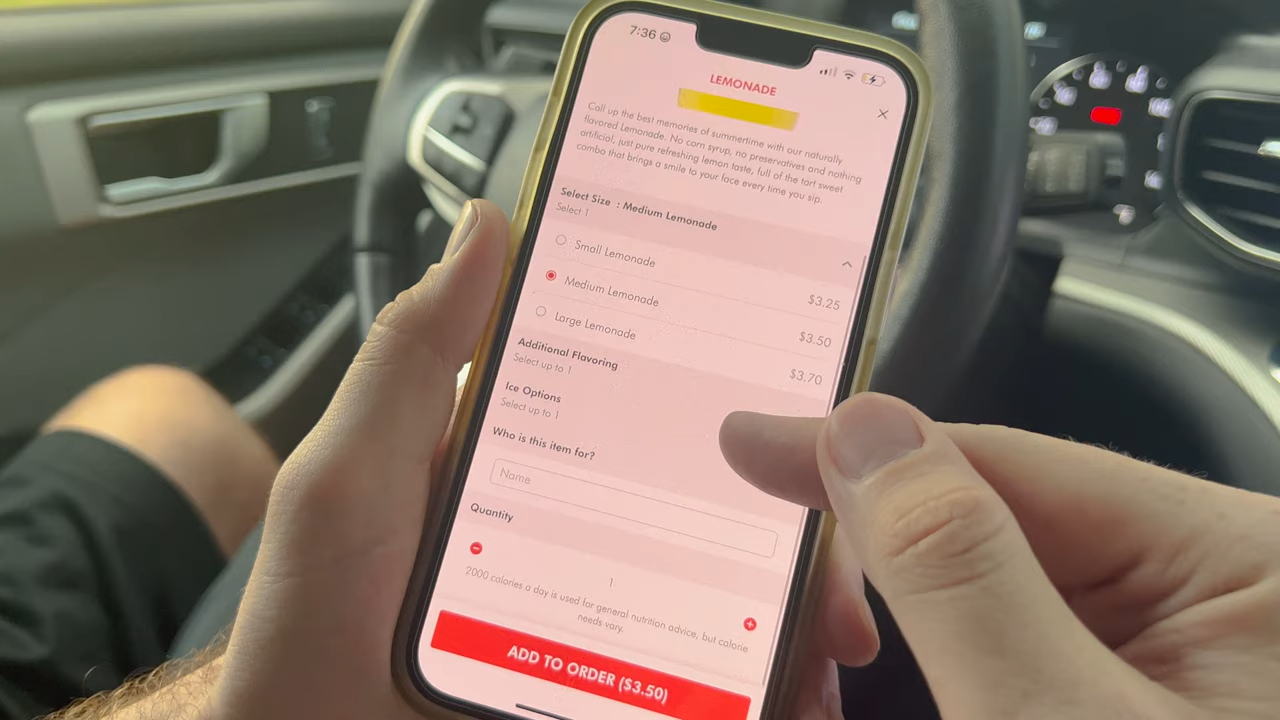 7:36
LEMONADE
Call up the best memories of summertime with our naturally
flavored Lemonade. No corn syrup, no preservatives and nothing
artificial, just pure refreshing lemon taste, full of the tart sweet
combo that brings a smile to your face every time you sip.
Select Size : Medium Lemonade
Select 1
Small Lemonade $3.25
Medium Lemonade $3.50
Large Lemonade $3.70
Additional Flavoring
Select up to 1
Ice Options
Select up to 1
Who is this item for?
Name
Quantity
1
2000 calories a day is used for general nutrition advice, but calorie
needs vary.
ADD TO ORDER ($3.50)